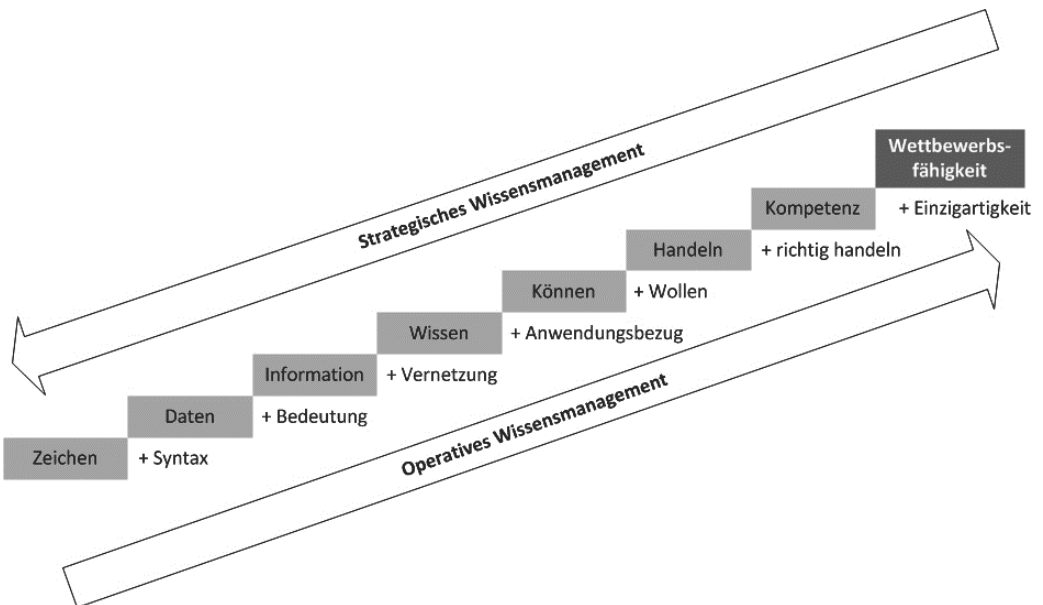 Strategisches Wissensmanagement
Wettbewerbs-
fähigkeit
Kompetenz
+ Einzigartigkeit
Handeln
+ richtig handeln
Können
+ Wollen
Wissen
+ Anwendungsbezug
Information
+ Vernetzung
Daten
+ Bedeutung
Zeichen
+ Syntax
Operatives Wissensmanagement